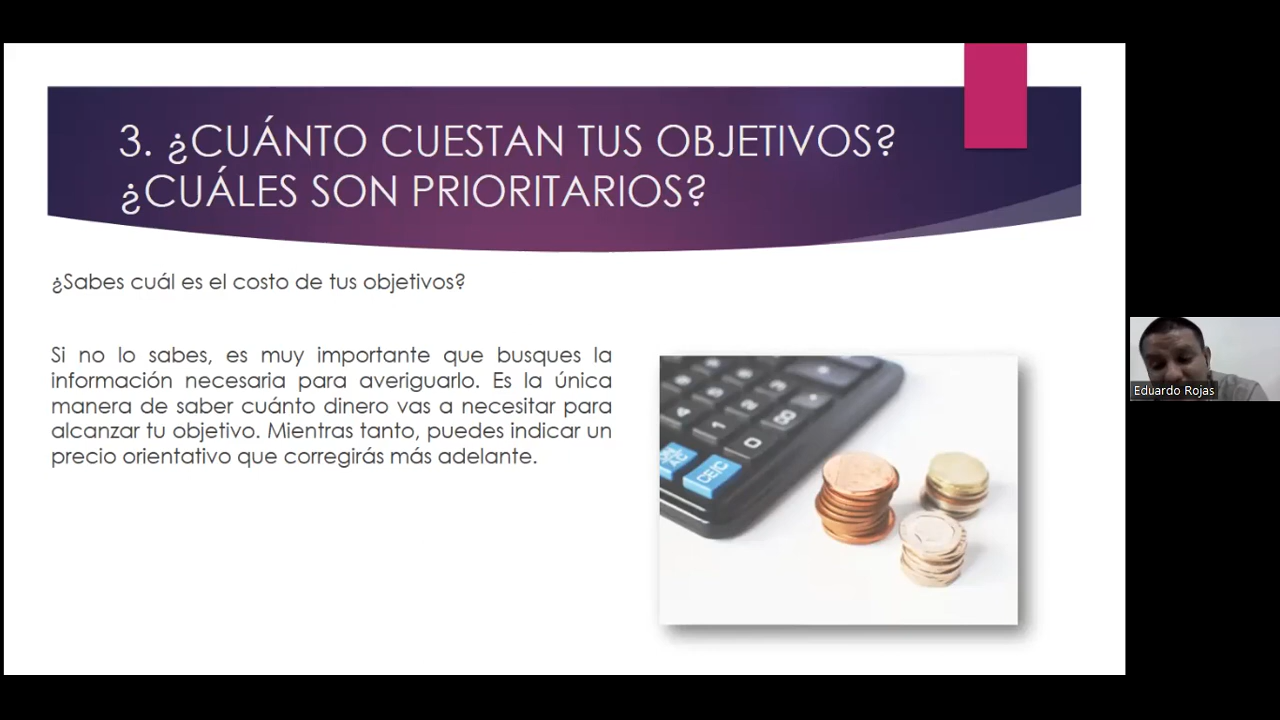 3. ¿CUÁNTO CUESTAN TUS OBJETIVOS?
¿CUÁLES SON PRIORITARIOS?
¿Sabes cuál es el costo de tus objetivos?
Si no lo sabes, es muy importante que busques la
información necesaria para averiguarlo. Es la única
manera de saber cuánto dinero vas a necesitar para
alcanzar tu objetivo. Mientras tanto, puedes indicar un
precio orientativo que corregirás más adelante.
CE/C
Eduardo Rojas